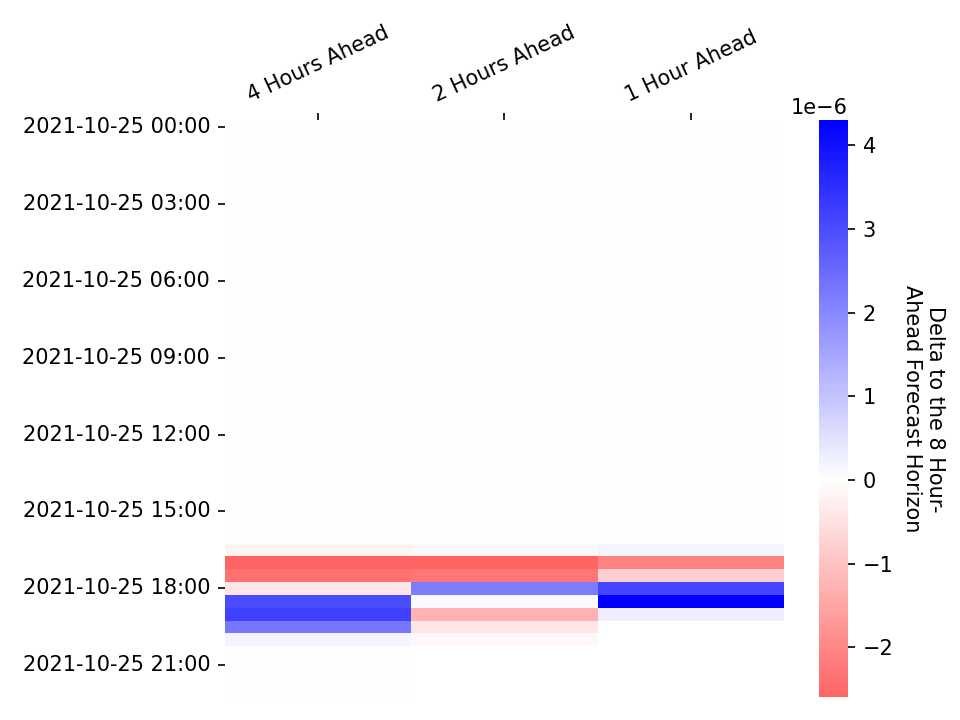 4 Hours Ahead
2 Hours Ahead
1 Hour Ahead
2021-10-25 00:00
2021-10-25 03:00
2021-10-25 06:00
2021-10-25 09:00
2021-10-25 12:00
2021-10-25 15:00
2021-10-25 18:00
2021-10-25 21:00
1e−6
4
3
2
1
0
−1
−2
Delta to the 8 Hour-
Ahead Forecast Horizon